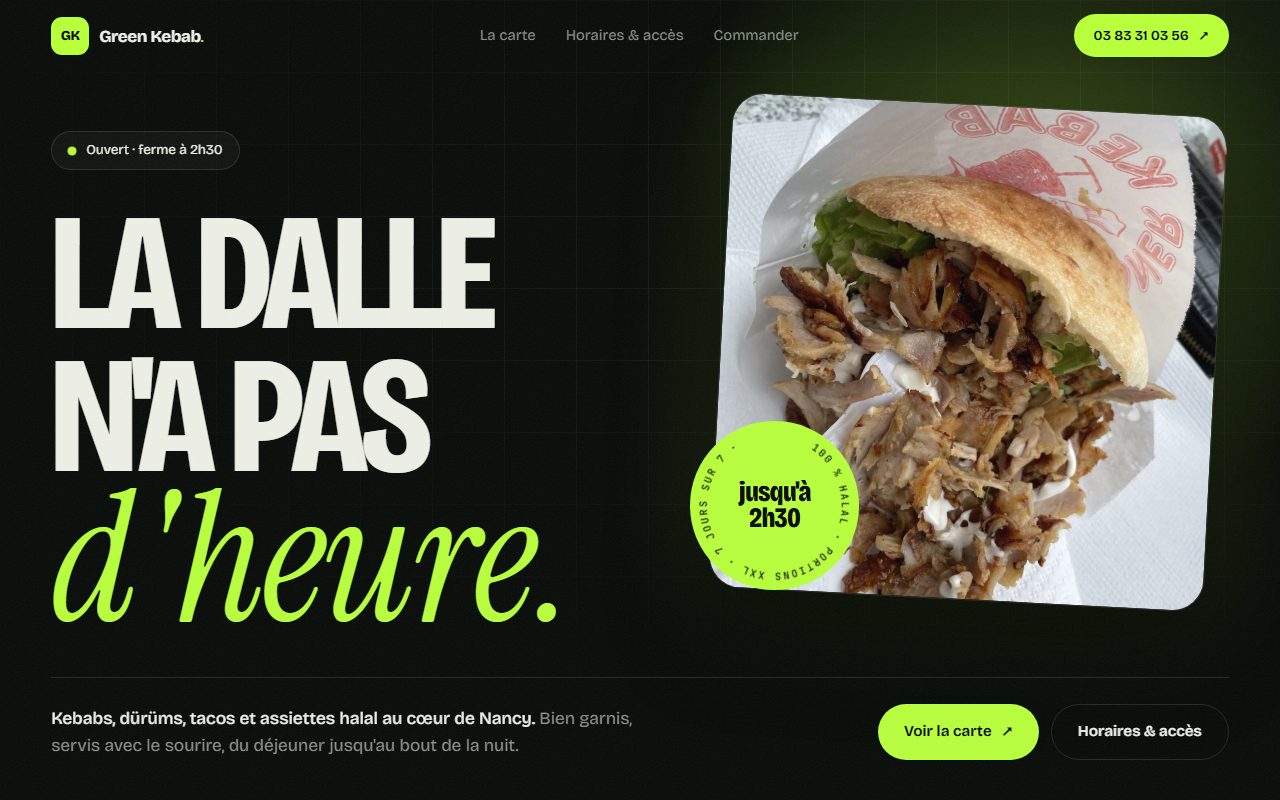 GK
Green Kebab.
La carte
Horaires & accès
Commander
03 83 31 03 56 ↗
Ouvert · ferme à 2h30
LA DALLE
N'A PAS
d'heure.
KEBAB
100 % HALAL · PORTIONS XXL · 7 JOURS SUR 7 ·
jusqu'à
2h30
Kebabs, dürüms, tacos et assiettes halal au cœur de Nancy. Bien garnis,
servis avec le sourire, du déjeuner jusqu'au bout de la nuit.
Voir la carte ↗
Horaires & accès